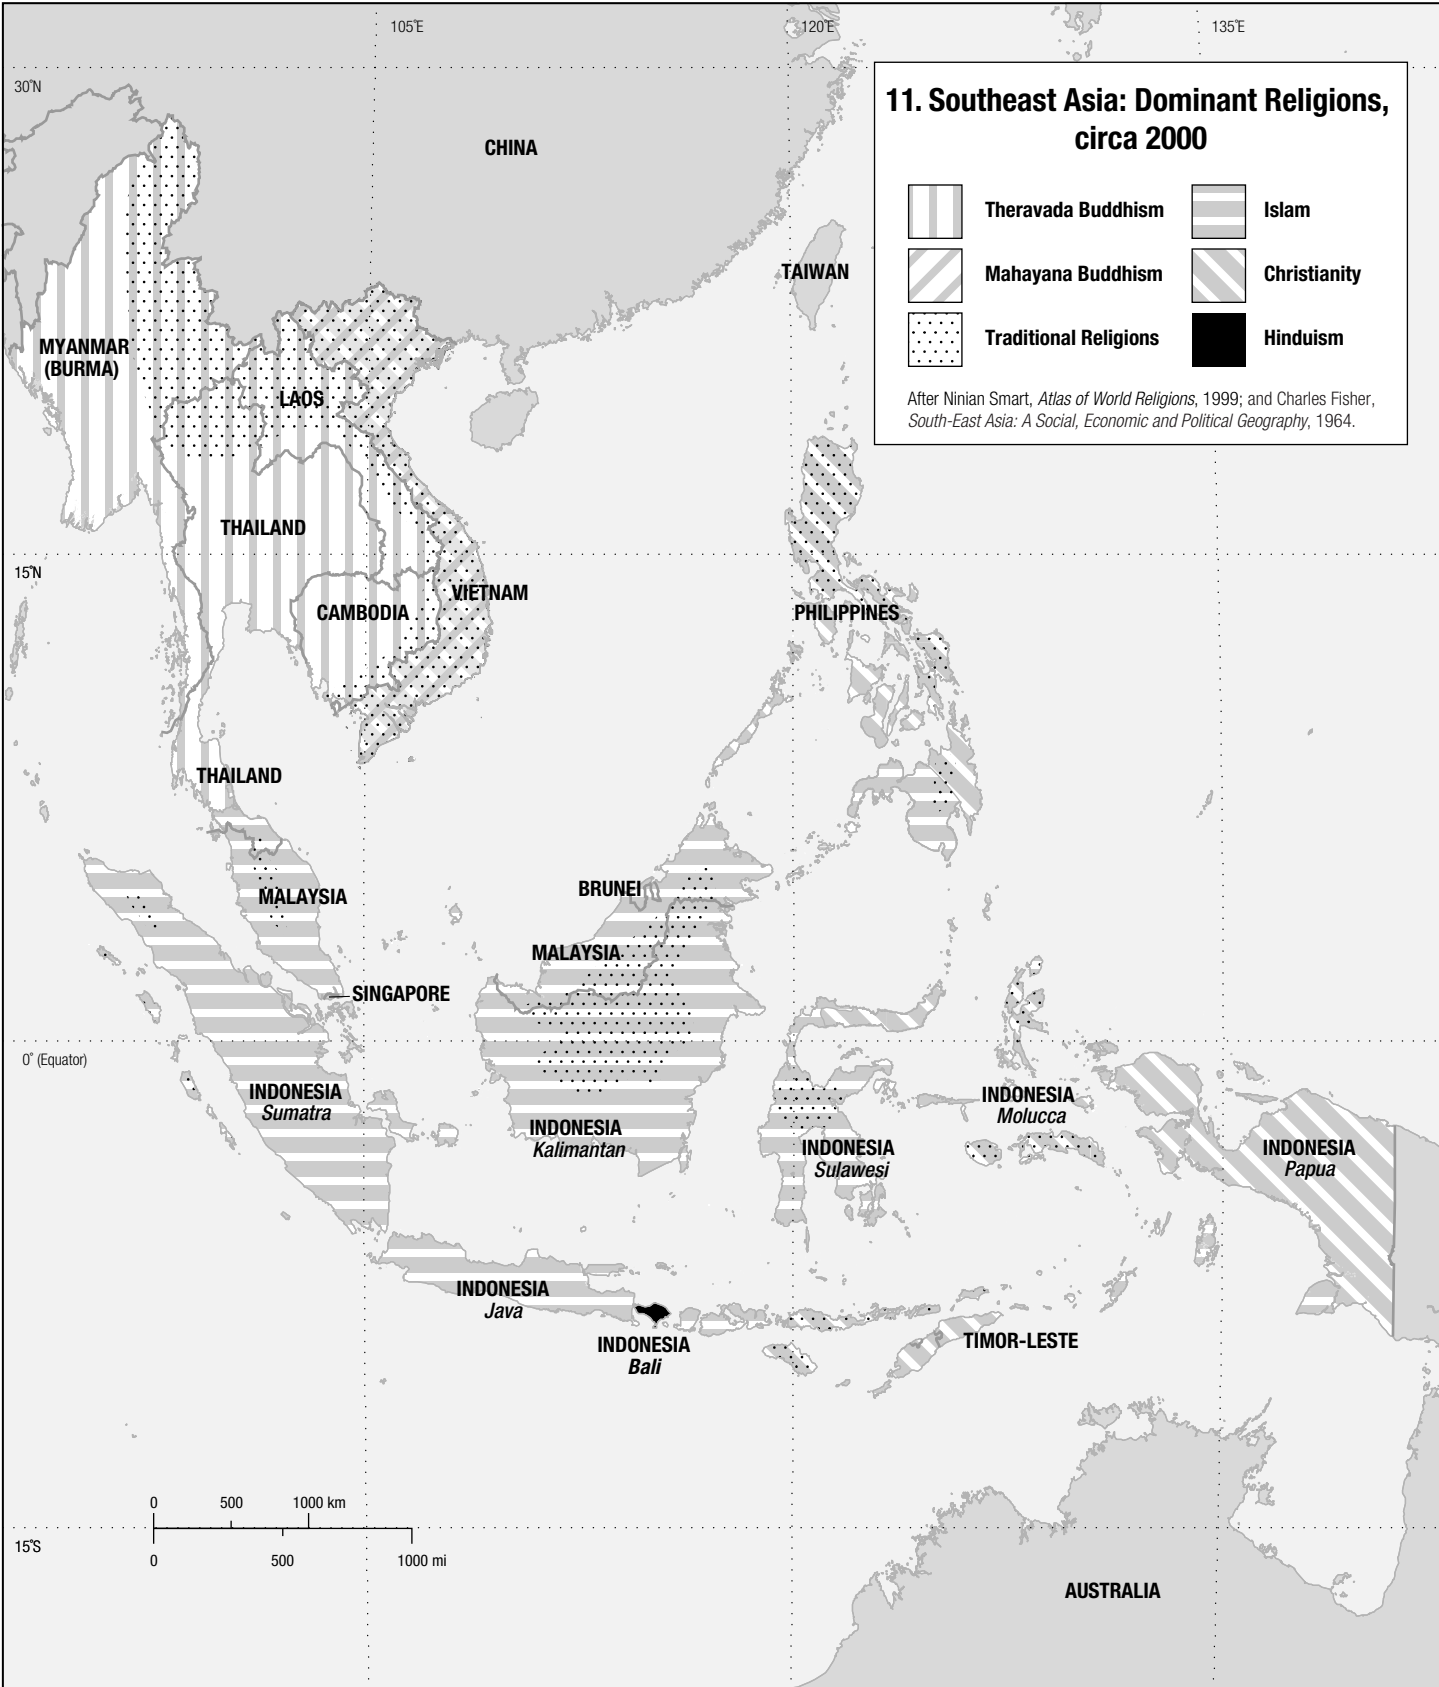 105°E
120°E
135°E
30°N
11. Southeast Asia: Dominant Religions,
circa 2000
CHINA
Theravada Buddhism
Islam
Mahayana Buddhism
Christianity
Traditional Religions
Hinduism
After Ninian Smart, Atlas of World Religions, 1999; and Charles Fisher,
South-East Asia: A Social, Economic and Political Geography, 1964.
TAIWAN
MYANMAR
(BURMA)
LAOS
THAILAND
15°N
VIETNAM
CAMBODIA
PHILIPPINES
THAILAND
BRUNEI
MALAYSIA
MALAYSIA
SINGAPORE
0° (Equator)
INDONESIA
Sumatra
INDONESIA
Molucca
INDONESIA
Kalimantan
INDONESIA
Sulawesi
INDONESIA
Papua
INDONESIA
Java
INDONESIA
Bali
TIMOR-LESTE
0 500 1000 km
0 500 1000 mi
15°S
AUSTRALIA